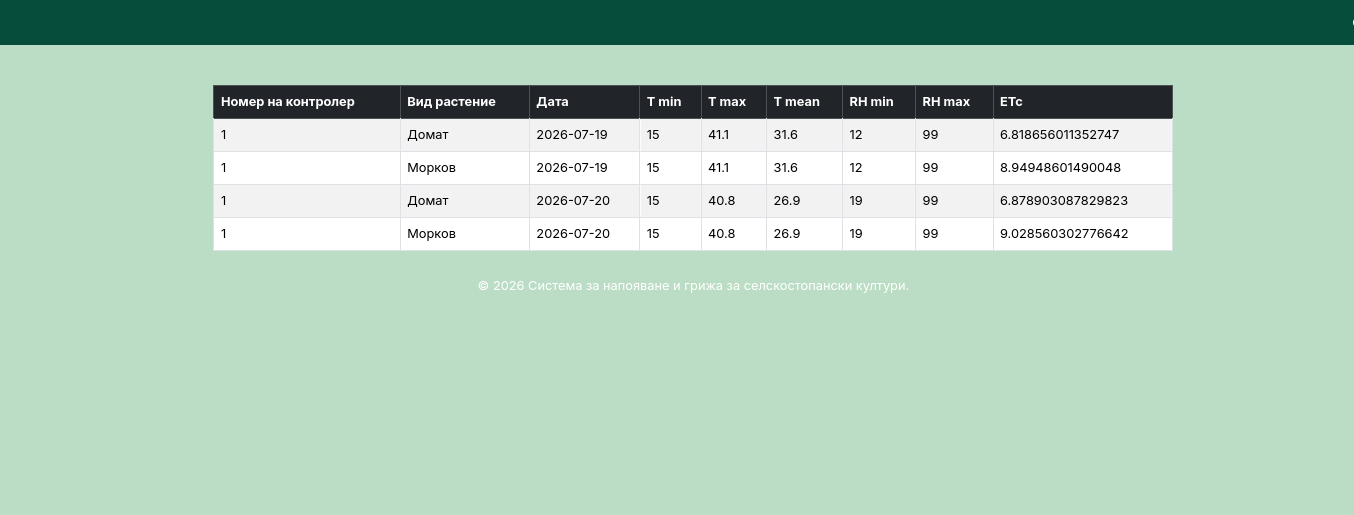 Номер на контролер Вид растение Дата T min T max T mean RH min RH max ETc
1 Домат 2026-07-19 15 41.1 31.6 12 99 6.818656011352747
1 Морков 2026-07-19 15 41.1 31.6 12 99 8.94948601490048
1 Домат 2026-07-20 15 40.8 26.9 19 99 6.878903087829823
1 Морков 2026-07-20 15 40.8 26.9 19 99 9.028560302776642
© 2026 Система за напояване и грижа за селскостопански култури.